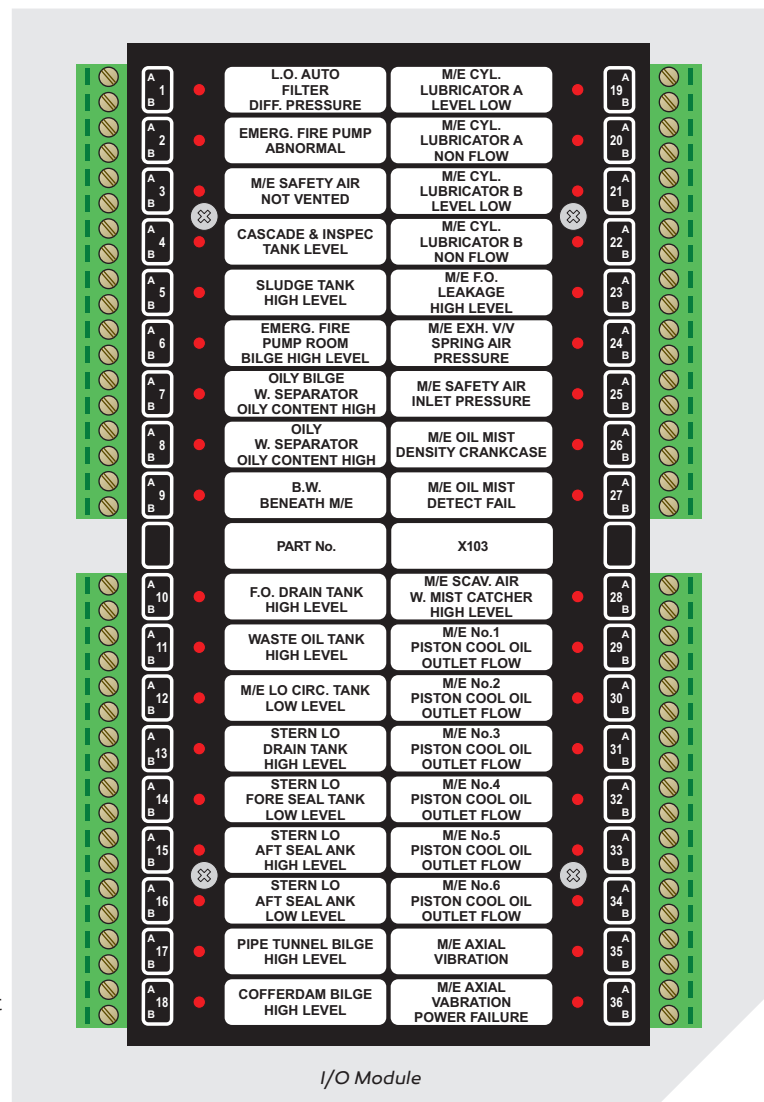 A
1
B
L.O. AUTO
FILTER
DIFF. PRESSURE
M/E CYL.
LUBRICATOR A
LEVEL LOW
A
19
B
A
2
B
EMERG. FIRE PUMP
ABNORMAL
M/E CYL.
LUBRICATOR A
NON FLOW
A
20
B
A
3
B
M/E SAFETY AIR
NOT VENTED
M/E CYL.
LUBRICATOR B
LEVEL LOW
A
21
B
A
4
B
CASCADE & INSPEC
TANK LEVEL
M/E CYL.
LUBRICATOR B
NON FLOW
A
22
B
A
5
B
SLUDGE TANK
HIGH LEVEL
M/E F.O.
LEAKAGE
HIGH LEVEL
A
23
B
A
6
B
EMERG. FIRE
PUMP ROOM
BILGE HIGH LEVEL
M/E EXH. V/V
SPRING AIR
PRESSURE
A
24
B
A
7
B
OILY BILGE
W. SEPARATOR
OILY CONTENT HIGH
M/E SAFETY AIR
INLET PRESSURE
A
25
B
A
8
B
OILY
W. SEPARATOR
OILY CONTENT HIGH
M/E OIL MIST
DENSITY CRANKCASE
A
26
B
A
9
B
B.W.
BENEATH M/E
M/E OIL MIST
DETECT FAIL
A
27
B
PART No.
X103
A
10
B
F.O. DRAIN TANK
HIGH LEVEL
M/E SCAV. AIR
W. MIST CATCHER
HIGH LEVEL
A
28
B
A
11
B
WASTE OIL TANK
HIGH LEVEL
M/E No.1
PISTON COOL OIL
OUTLET FLOW
A
29
B
A
12
B
M/E LO CIRC. TANK
LOW LEVEL
M/E No.2
PISTON COOL OIL
OUTLET FLOW
A
30
B
A
13
B
STERN LO
DRAIN TANK
HIGH LEVEL
M/E No.3
PISTON COOL OIL
OUTLET FLOW
A
31
B
A
14
B
STERN LO
FORE SEAL TANK
LOW LEVEL
M/E No.4
PISTON COOL OIL
OUTLET FLOW
A
32
B
A
15
B
STERN LO
AFT SEAL ANK
HIGH LEVEL
M/E No.5
PISTON COOL OIL
OUTLET FLOW
A
33
B
A
16
B
STERN LO
AFT SEAL ANK
LOW LEVEL
M/E No.6
PISTON COOL OIL
OUTLET FLOW
A
34
B
A
17
B
PIPE TUNNEL BILGE
HIGH LEVEL
M/E AXIAL
VIBRATION
A
35
B
A
18
B
COFFERDAM BILGE
HIGH LEVEL
M/E AXIAL
VABRATION
POWER FAILURE
A
36
B
I/O Module